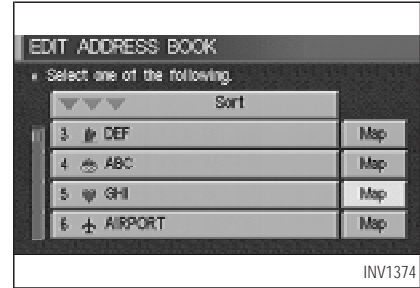 EDIT ADDRESS BOOK
Select one of the following.
Sort
3 DEF Map
4 ABC Map
5 GHI Map
6 AIRPORT Map
INV1374